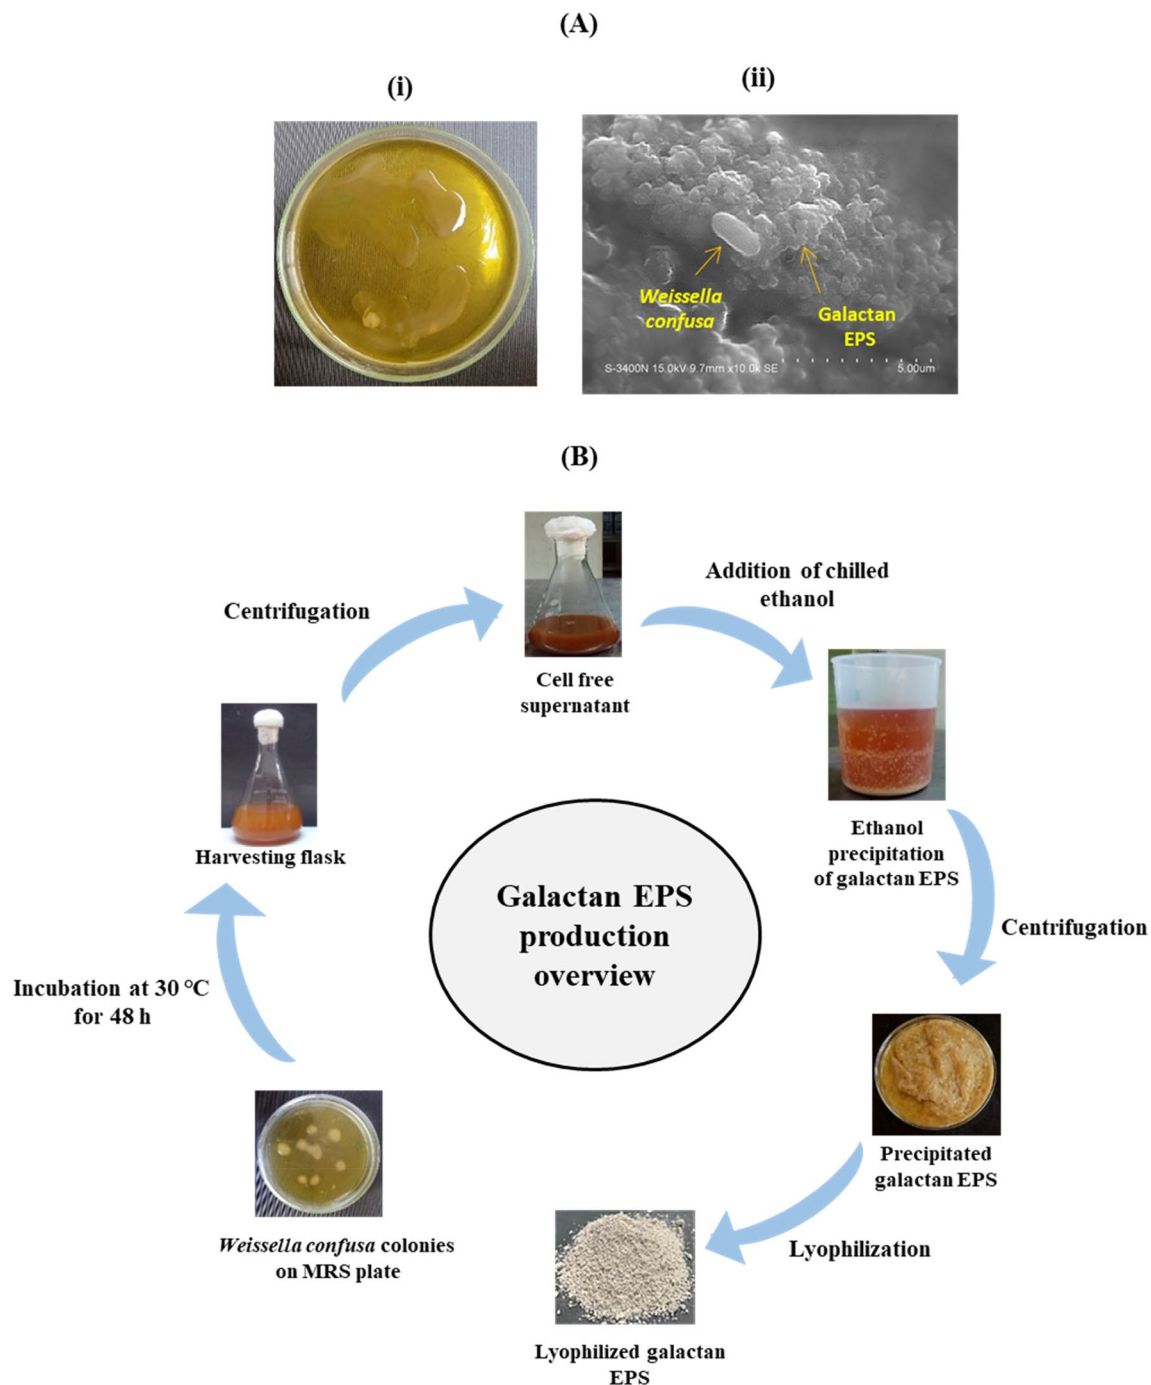 (A)
(i)
(ii)
Weissella
confusa
Galactan
EPS
S-3400N 15.0kV 9.7mm x10.0k SE
5.00um
(B)
Centrifugation
Addition of chilled
ethanol
Cell free
supernatant
Harvesting flask
Ethanol
precipitation
of galactan EPS
Galactan EPS
production
overview
Centrifugation
Incubation at 30 °C
for 48 h
Precipitated
galactan EPS
Weissella confusa colonies
on MRS plate
Lyophilization
Lyophilized galactan
EPS